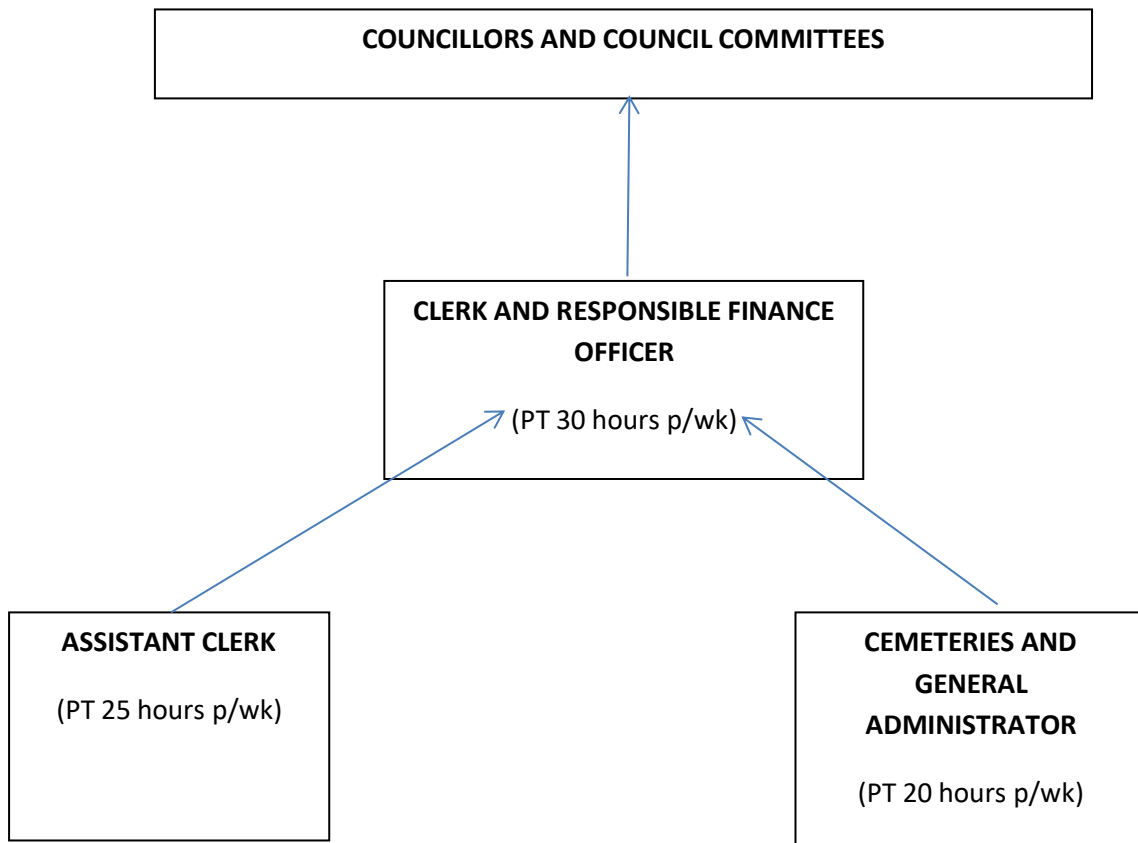 COUNCILLORS AND COUNCIL COMMITTEES
CLERK AND RESPONSIBLE FINANCE
OFFICER
(PT 30 hours p/wk)
ASSISTANT CLERK
(PT 25 hours p/wk)
CEMETERIES AND
GENERAL
ADMINISTRATOR
(PT 20 hours p/wk)